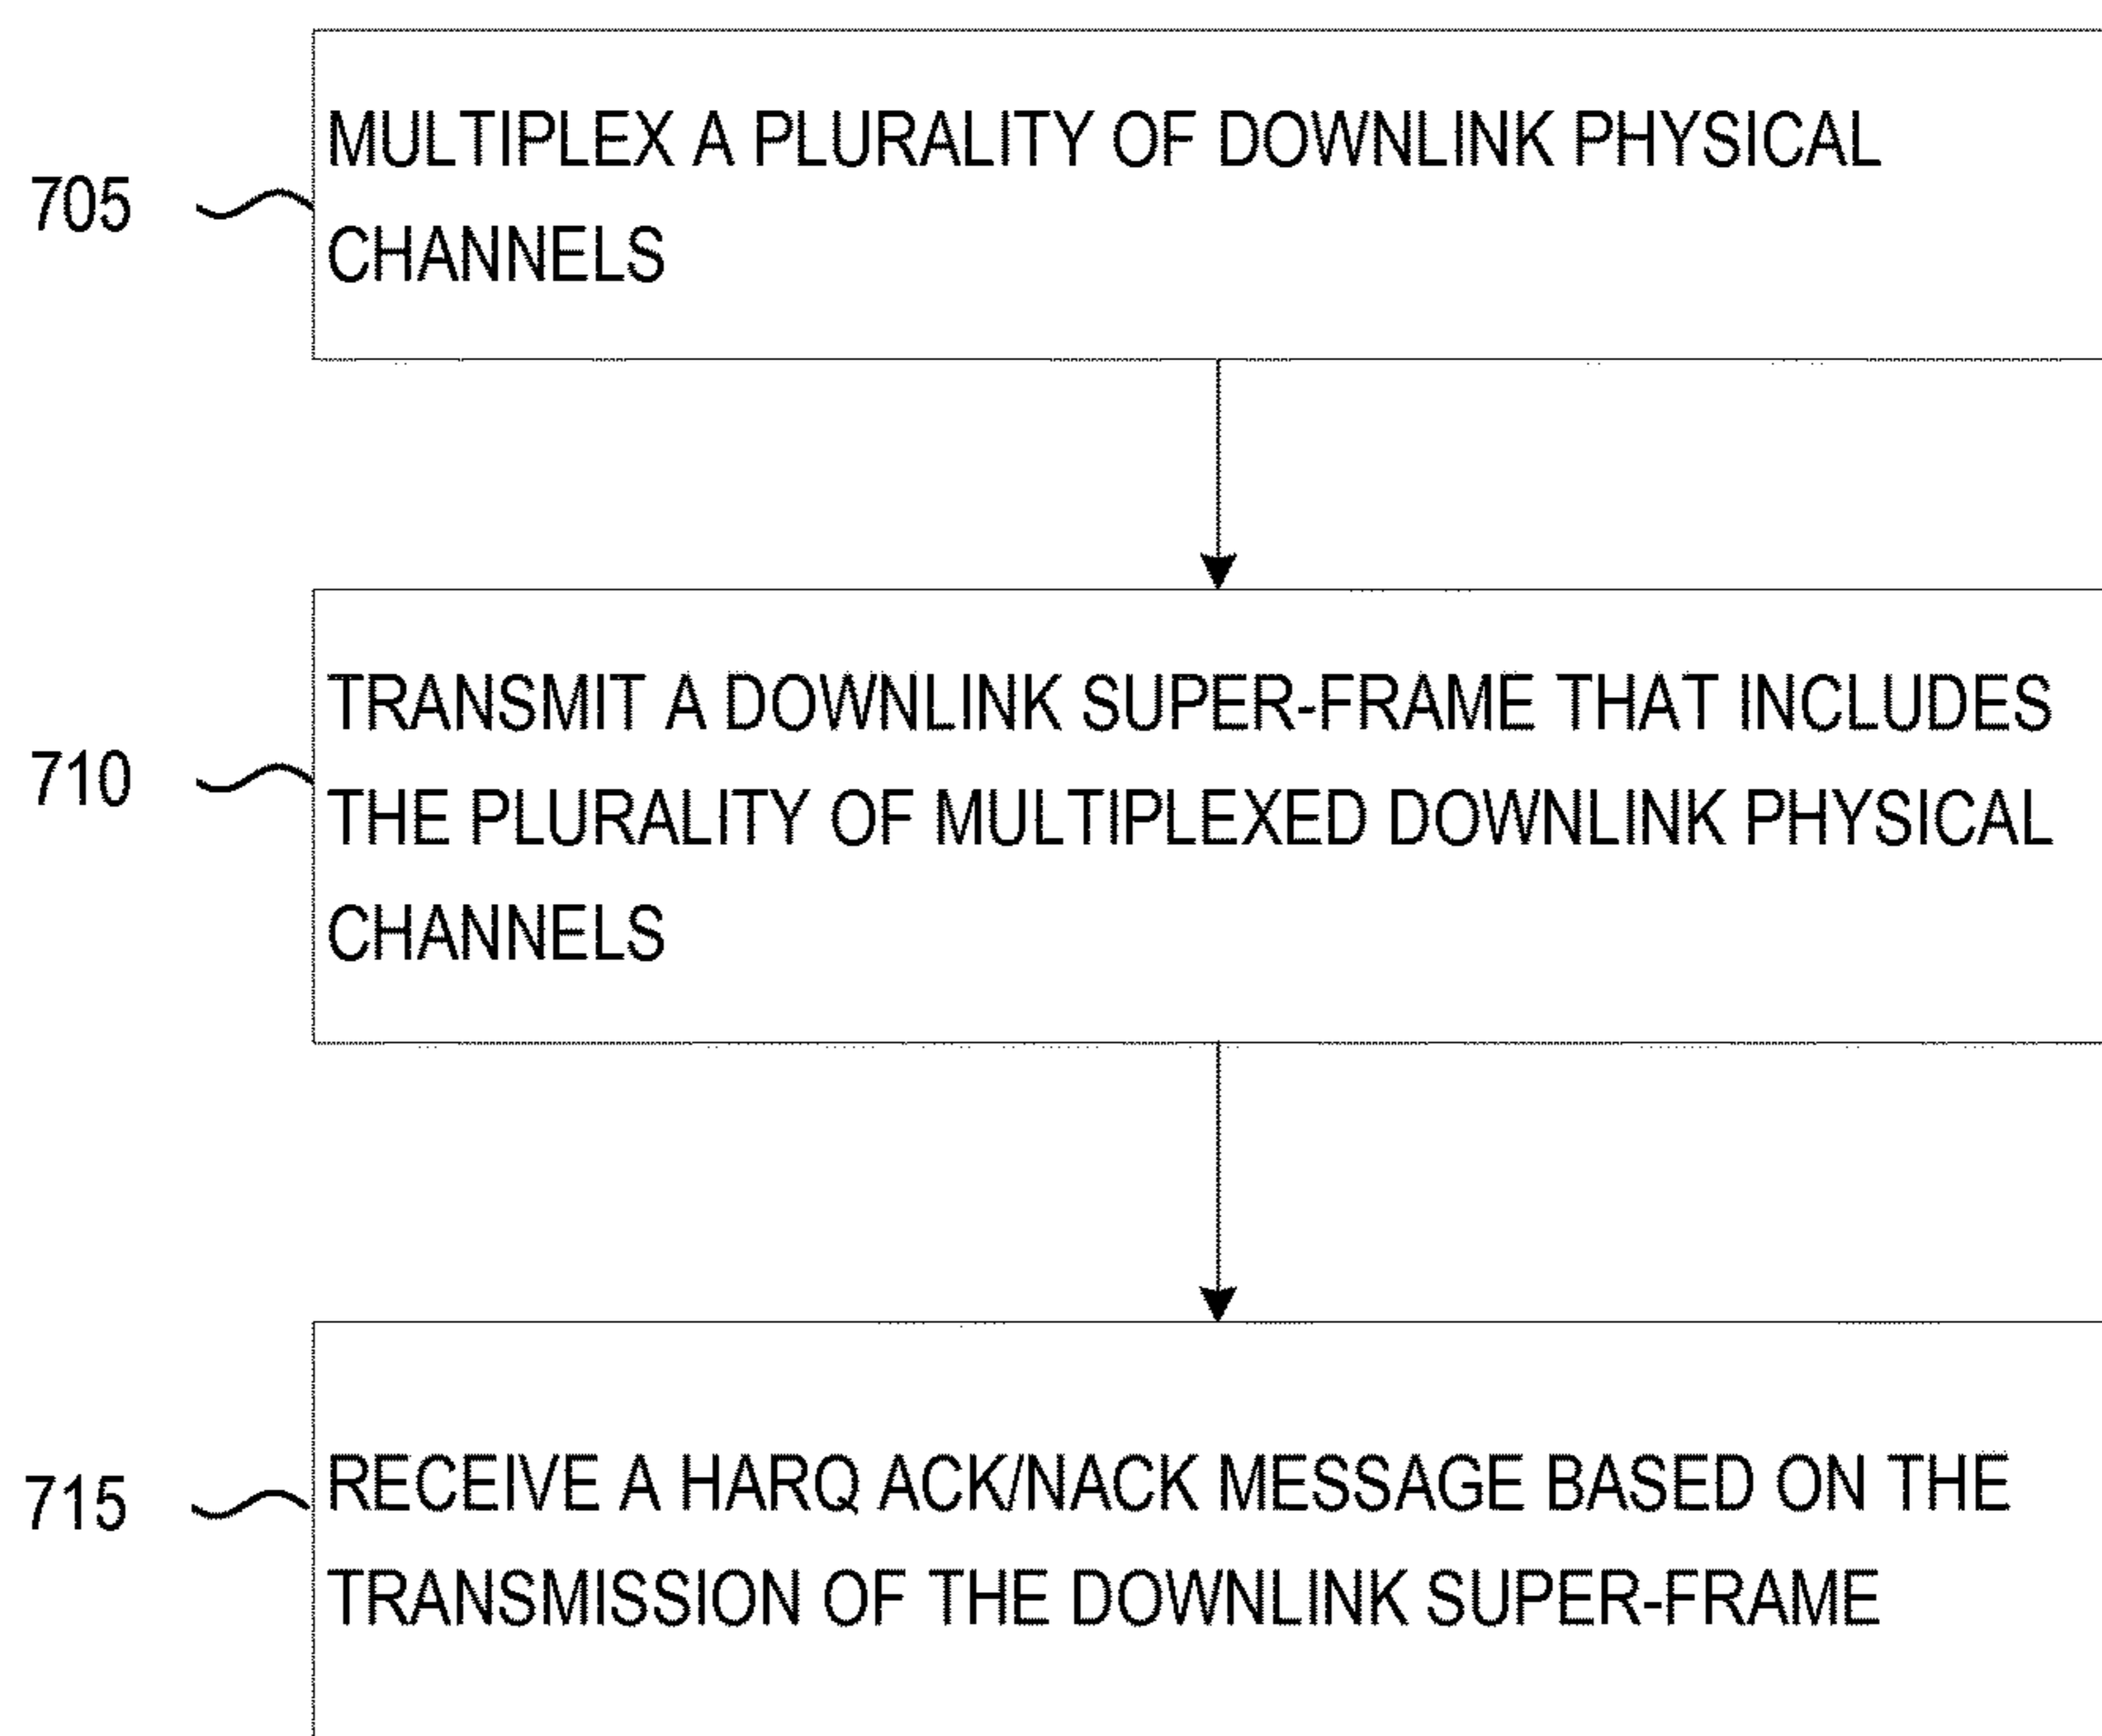 705
MULTIPLEX A PLURALITY OF DOWNLINK PHYSICAL
CHANNELS
710
TRANSMIT A DOWNLINK SUPER-FRAME THAT INCLUDES
THE PLURALITY OF MULTIPLEXED DOWNLINK PHYSICAL
CHANNELS
715
RECEIVE A HARQ ACK/NACK MESSAGE BASED ON THE
TRANSMISSION OF THE DOWNLINK SUPER-FRAME